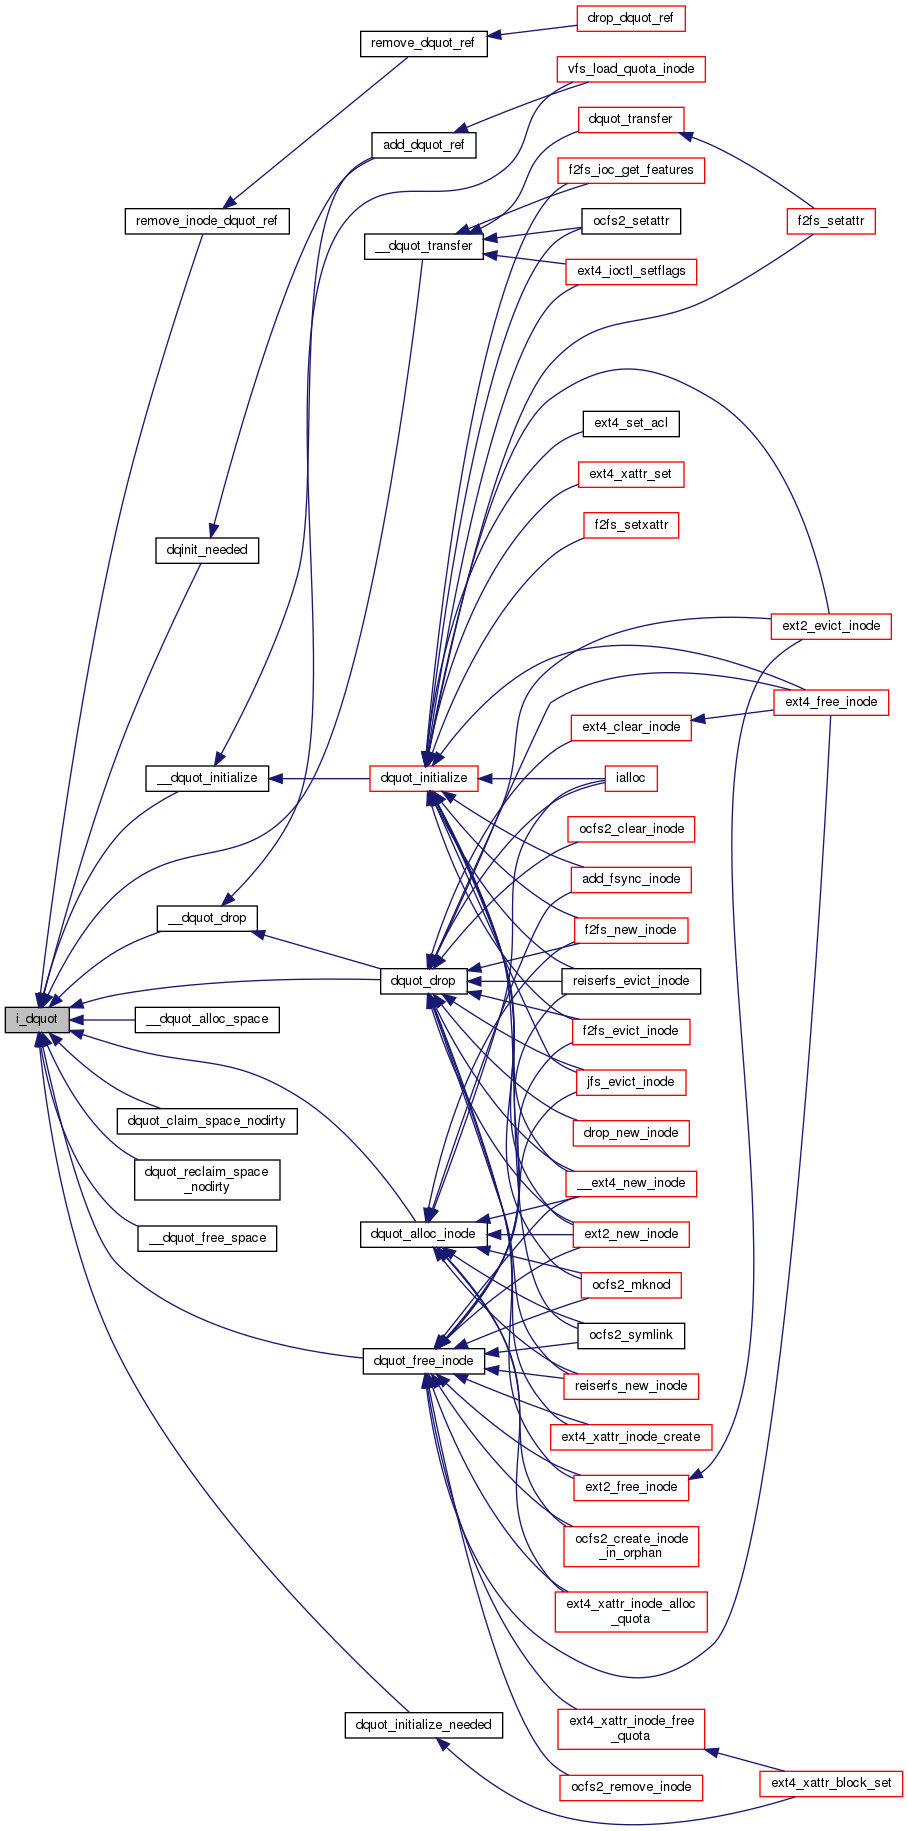 drop_dquot_ref
remove_dquot_ref
vfs_load_quota_inode
dquot_transfer
add_dquot_ref
f2fs_ioc_get_features
remove_inode_dquot_ref
ocfs2_setattr
f2fs_setattr
__dquot_transfer
ext4_ioctl_setflags
ext4_set_acl
ext4_xattr_set
f2fs_setxattr
dqinit_needed
ext2_evict_inode
ext4_free_inode
ext4_clear_inode
__dquot_initialize
dquot_initialize
ialloc
ocfs2_clear_inode
add_fsync_inode
__dquot_drop
f2fs_new_inode
dquot_drop
reiserfs_evict_inode
i_dquot
__dquot_alloc_space
f2fs_evict_inode
jfs_evict_inode
dquot_claim_space_nodirty
drop_new_inode
dquot_reclaim_space
_nodirty
__ext4_new_inode
__dquot_free_space
dquot_alloc_inode
ext2_new_inode
ocfs2_mknod
ocfs2_symlink
dquot_free_inode
reiserfs_new_inode
ext4_xattr_inode_create
ext2_free_inode
ocfs2_create_inode
_in_orphan
ext4_xattr_inode_alloc
_quota
dquot_initialize_needed
ext4_xattr_inode_free
_quota
ext4_xattr_block_set
ocfs2_remove_inode